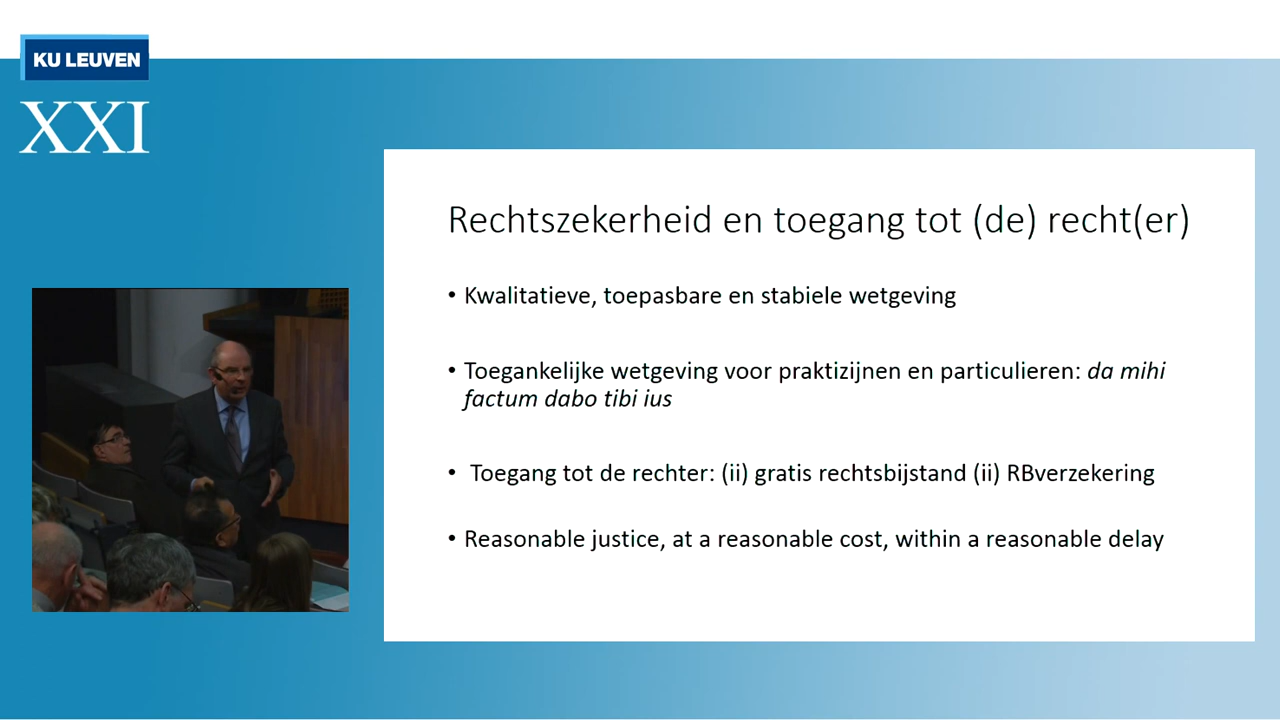 KU LEUVEN
XXI
Rechtszekerheid en toegang tot (de) recht(er)
• Kwalitatieve, toepasbare en stabiele wetgeving
• Toegankelijke wetgeving voor praktizijnen en particulieren: da mihi
factum dabo tibi ius
• Toegang tot de rechter: (ii) gratis rechtsbijstand (ii) RBverzekering
• Reasonable justice, at a reasonable cost, within a reasonable delay